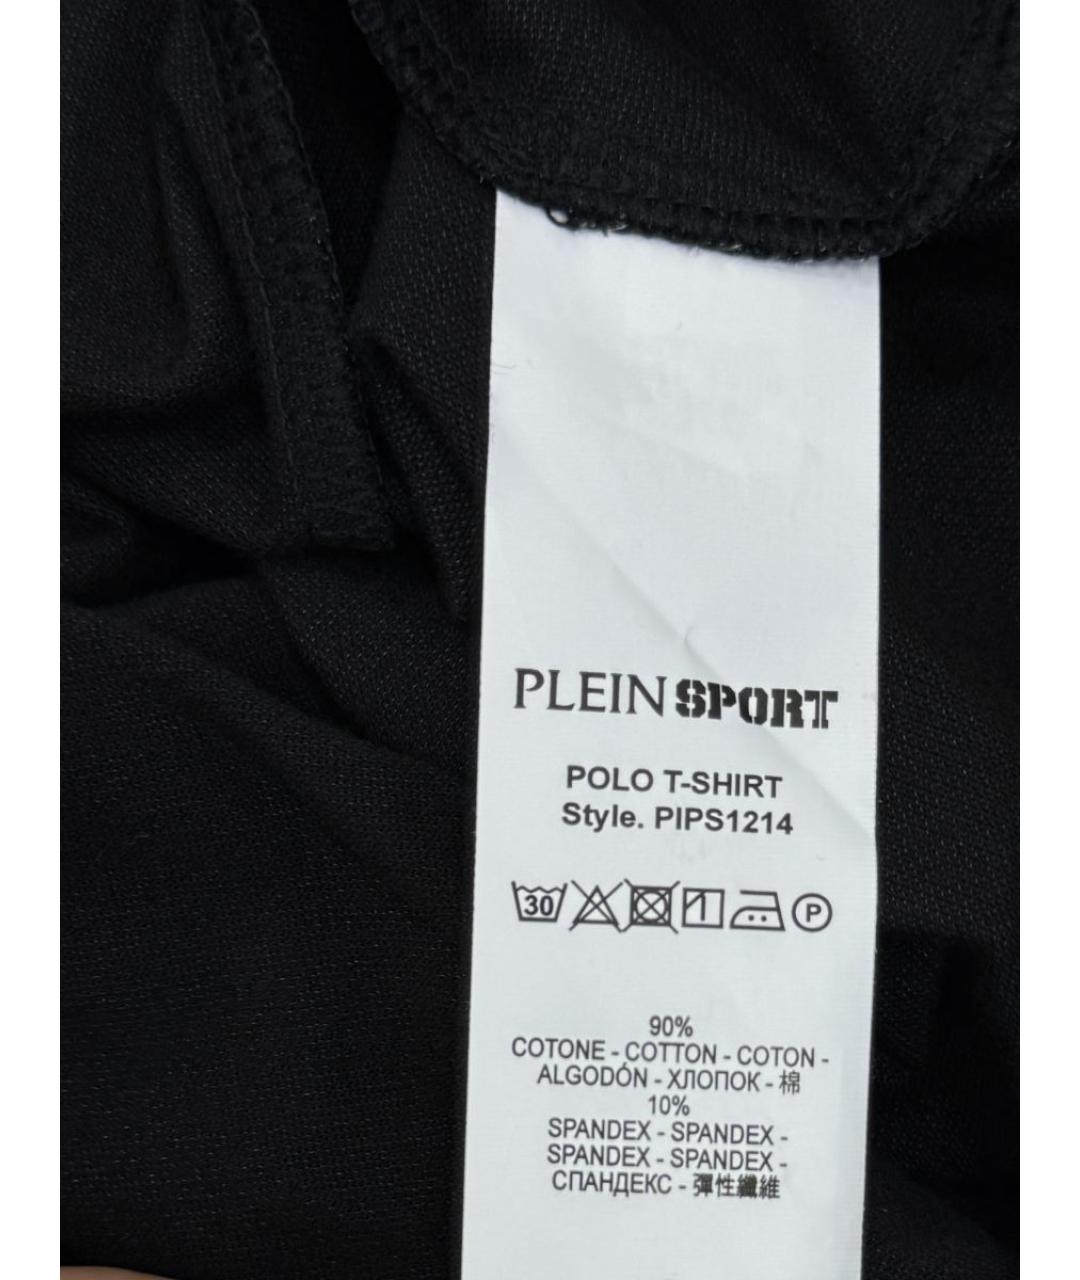 PLEIN SPORT
POLO T-SHIRT
Style. PIPS1214
30 P
90%
COTONE - COTTON - COTON -
ALGODÓN - ХЛОПОК - 棉
10%
SPANDEX - SPANDEX -
SPANDEX - SPANDEX -
СПАНДЕКС - 彈性纖維